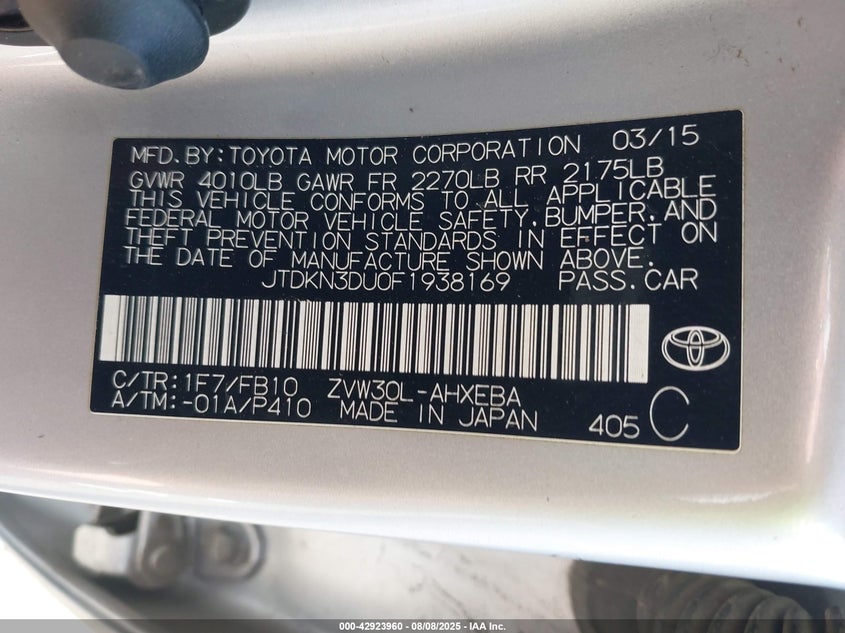 MFD. BY: TOYOTA MOTOR CORPORATION 03/15
GVWR 4010LB GAWR FR 2270LB RR 2175LB
THIS VEHICLE CONFORMS TO ALL APPLICABLE
FEDERAL MOTOR VEHICLE SAFETY, BUMPER, AND
THEFT PREVENTION STANDARDS IN EFFECT ON
THE DATE OF MANUFACTURE SHOWN ABOVE.
JTDKN3DU0F1938169 PASS. CAR
C/TR: 1F7/FB10 ZVW30L-AHXEBA
A/TM: -01A/P410 MADE IN JAPAN 405 C
000-42923960 - 08/08/2025 - IAA Inc.